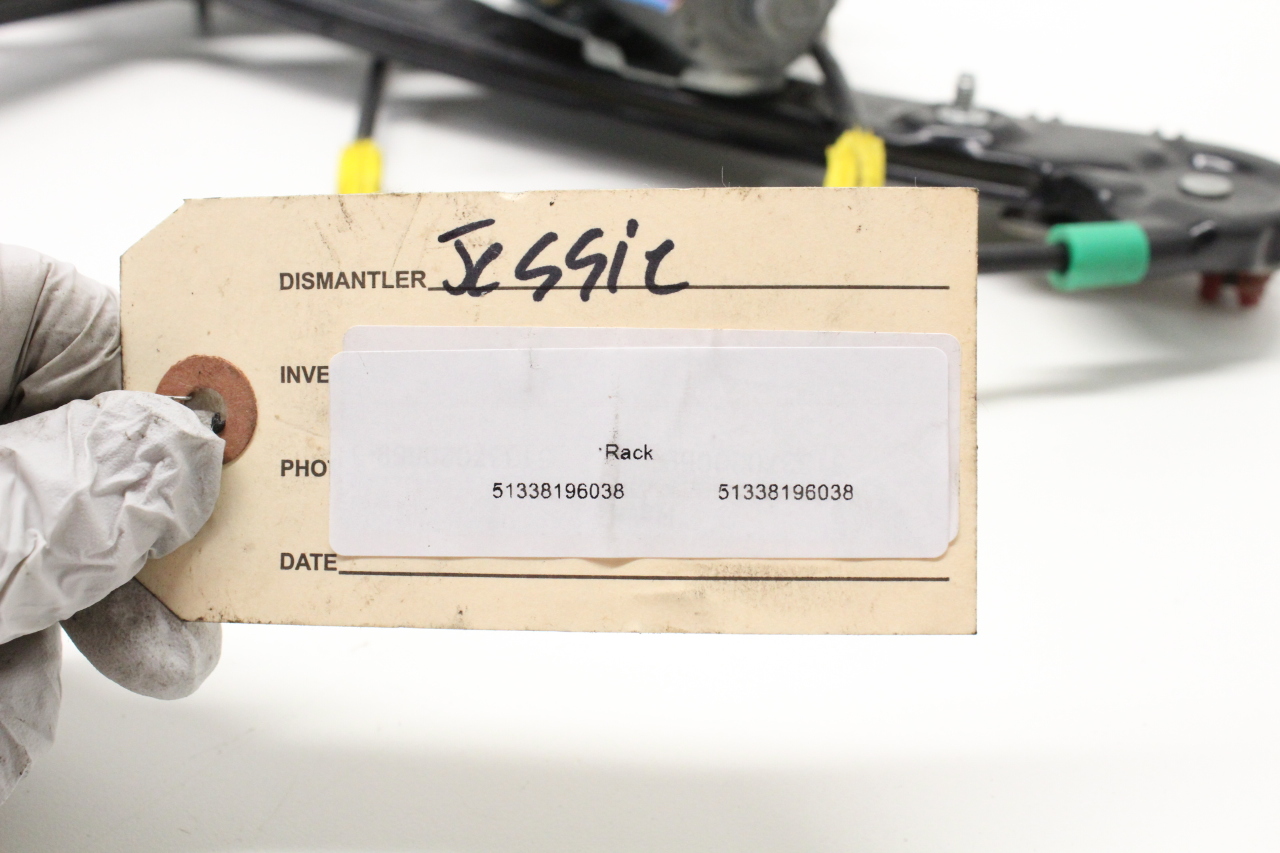 DISMANTLER Jessie
INVE
PHO
Rack
51338196038 51338196038
DATE